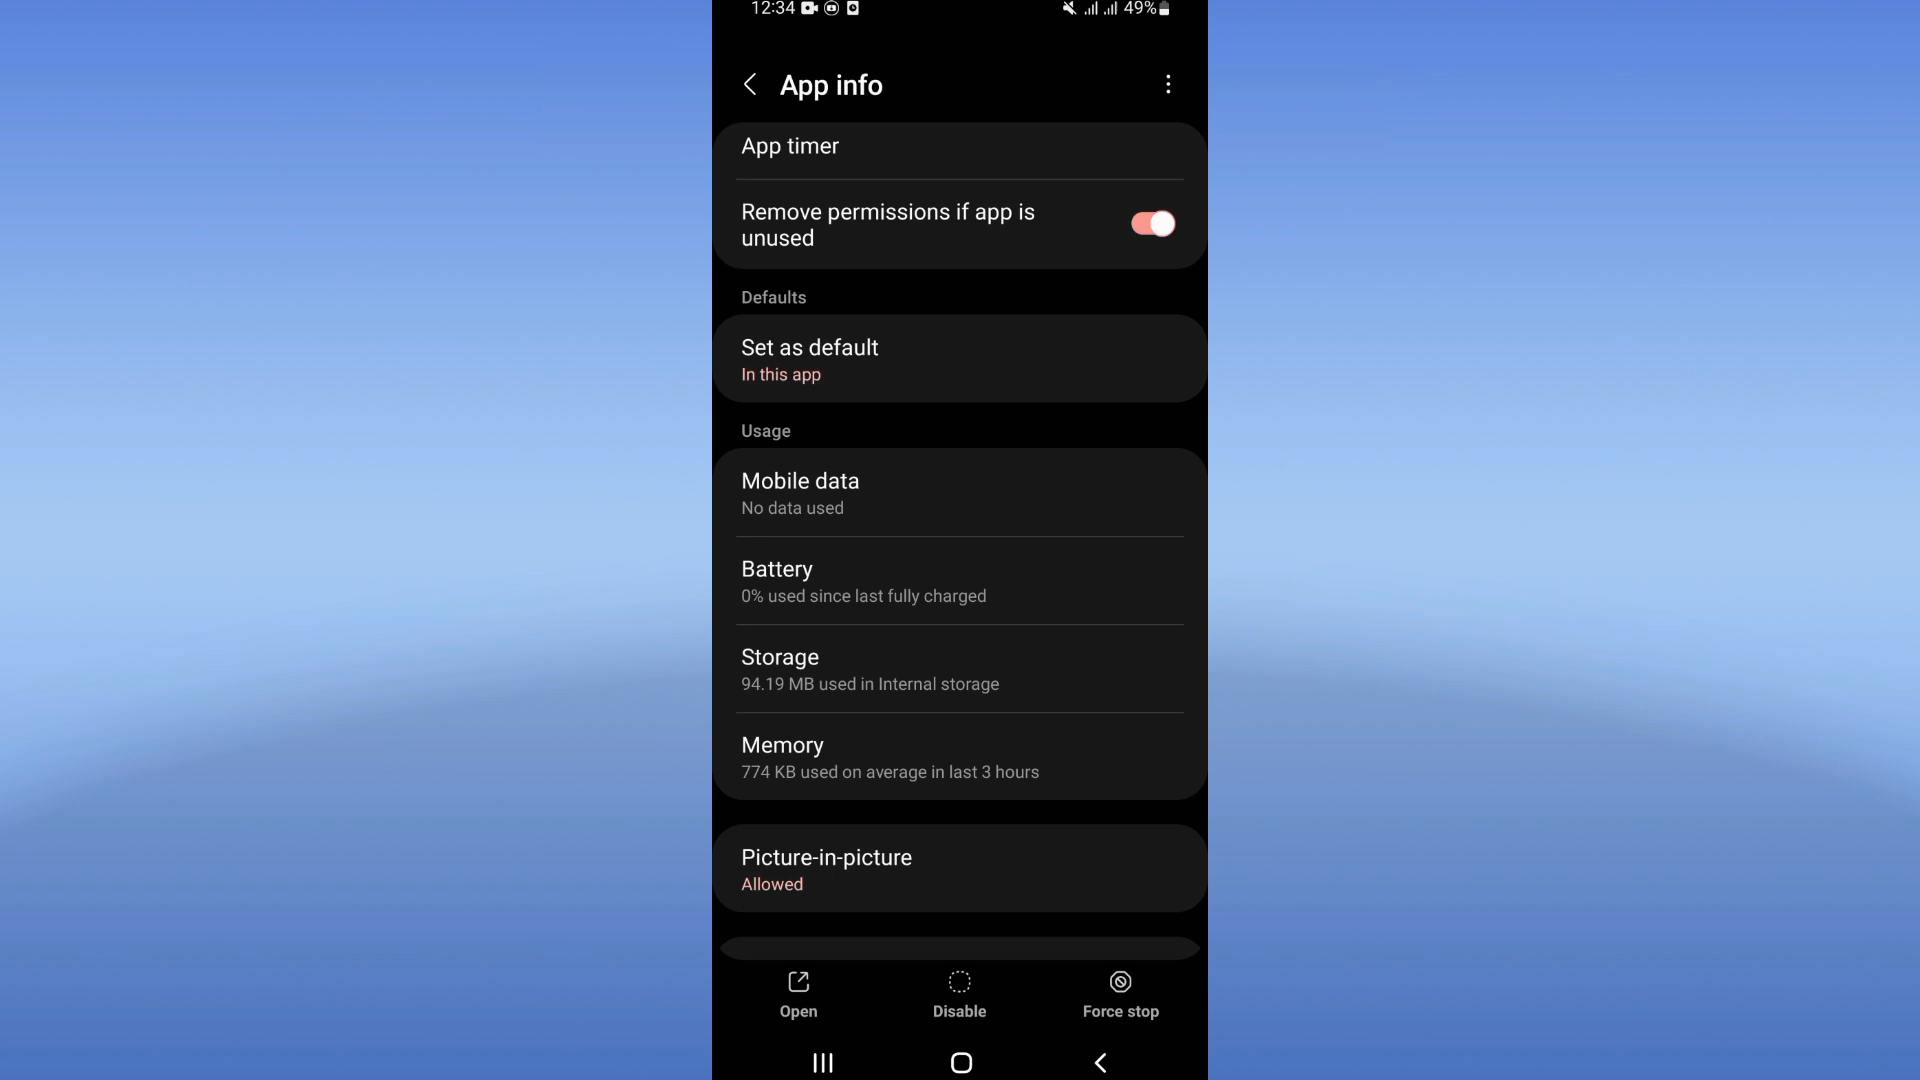 12:34 49%
App info
App timer
Remove permissions if app is
unused
Defaults
Set as default
In this app
Usage
Mobile data
No data used
Battery
0% used since last fully charged
Storage
94.19 MB used in Internal storage
Memory
774 KB used on average in last 3 hours
Picture-in-picture
Allowed
Open Disable Force stop